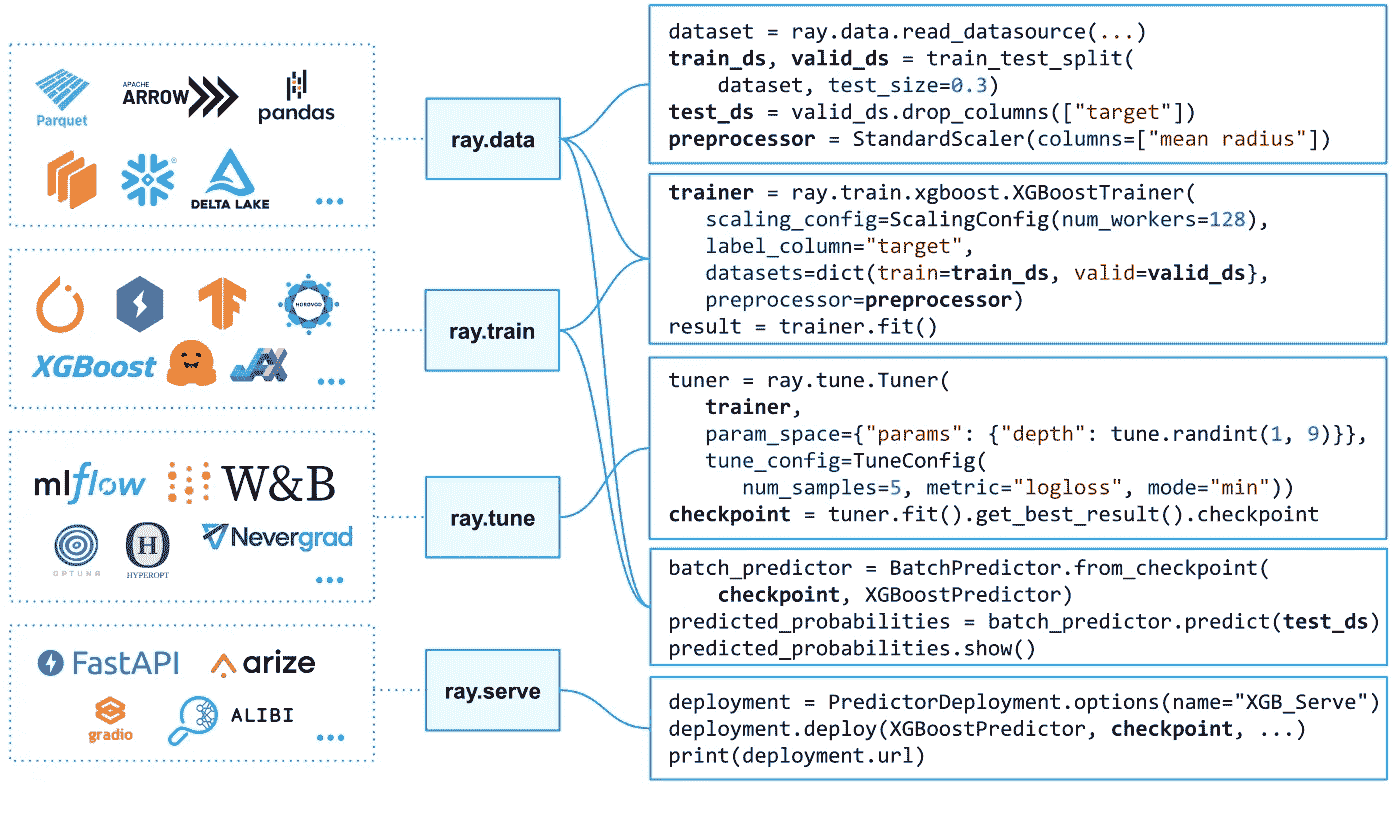 Parquet
APACHE
ARROW
pandas
DELTA LAKE
...
ray.data
dataset = ray.data.read_datasource(...)
train_ds, valid_ds = train_test_split(
dataset, test_size=0.3)
test_ds = valid_ds.drop_columns(["target"])
preprocessor = StandardScaler(columns=["mean radius"])
HOROVOD
XGBoost
JAX
...
ray.train
trainer = ray.train.xgboost.XGBoostTrainer(
scaling_config=ScalingConfig(num_workers=128),
label_column="target",
datasets=dict(train=train_ds, valid=valid_ds},
preprocessor=preprocessor)
result = trainer.fit()
mlflow
W&B
OPTUNA
H
HYPEROPT
Nevergrad
...
ray.tune
tuner = ray.tune.Tuner(
trainer,
param_space={"params": {"depth": tune.randint(1, 9)}},
tune_config=TuneConfig(
num_samples=5, metric="logloss", mode="min"))
checkpoint = tuner.fit().get_best_result().checkpoint
batch_predictor = BatchPredictor.from_checkpoint(
checkpoint, XGBoostPredictor)
predicted_probabilities = batch_predictor.predict(test_ds)
predicted_probabilities.show()
FastAPI
arize
gradio
ALIBI
...
ray.serve
deployment = PredictorDeployment.options(name="XGB_Serve")
deployment.deploy(XGBoostPredictor, checkpoint, ...)
print(deployment.url)